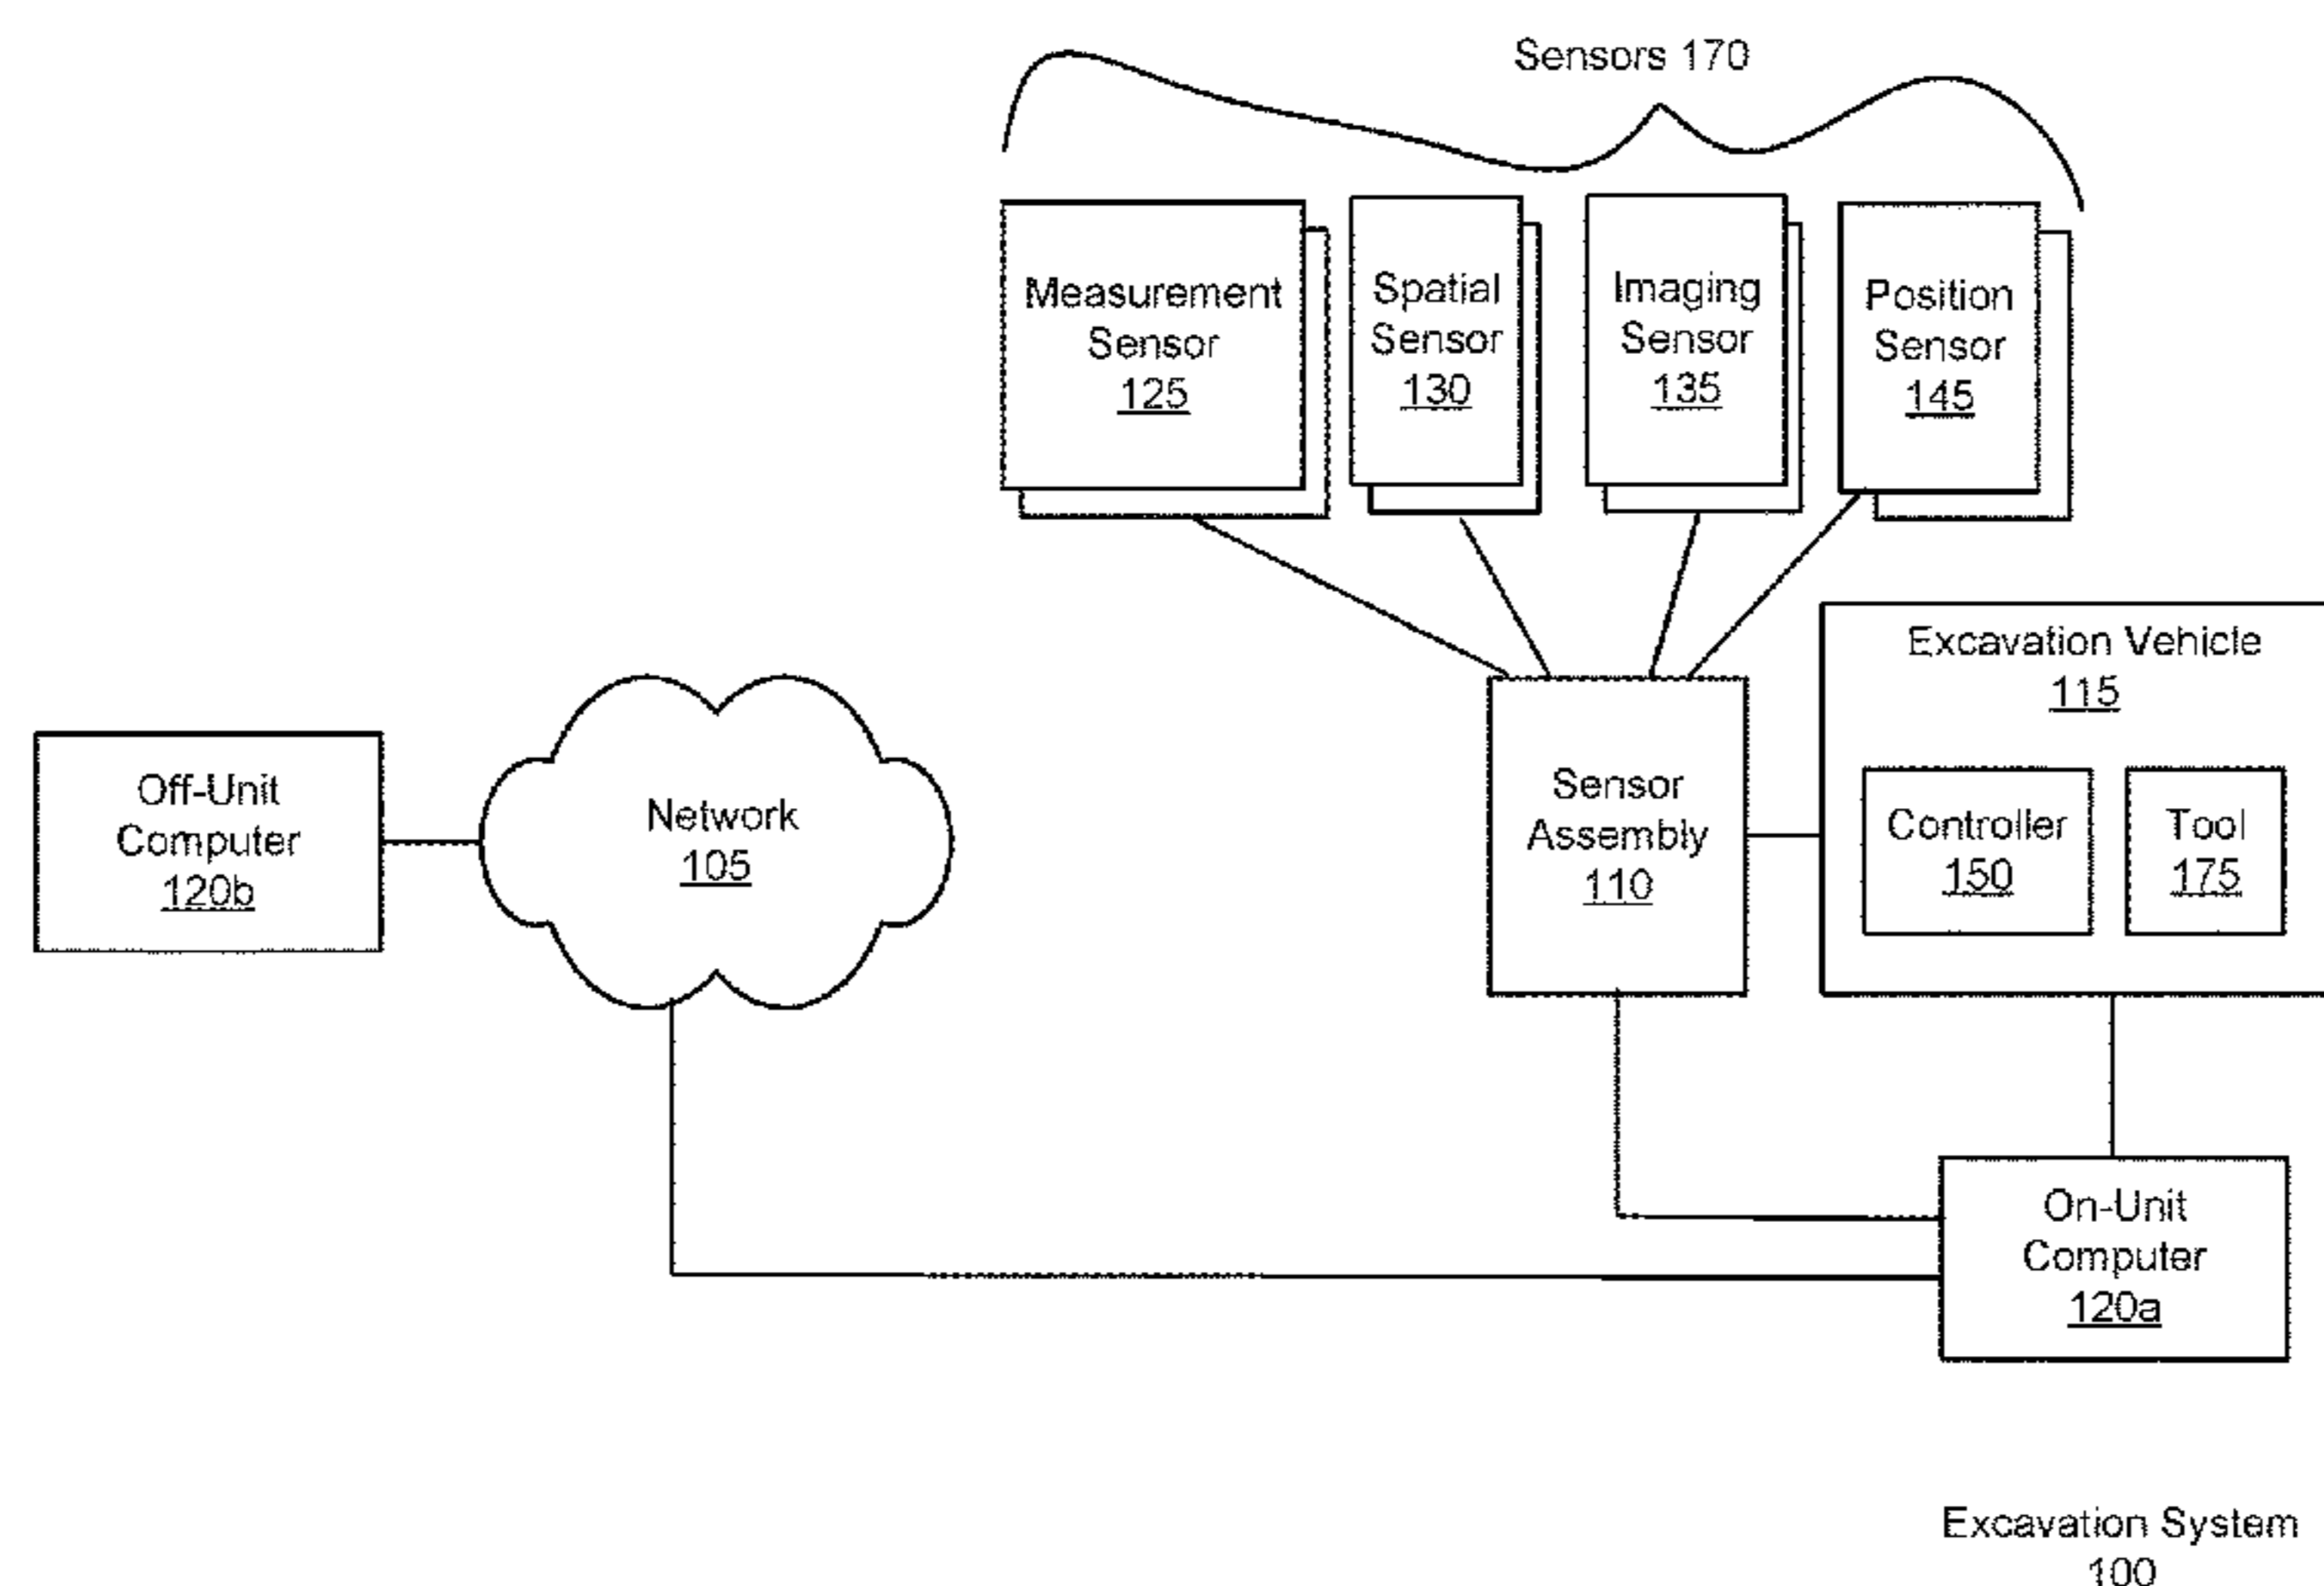 Sensors 170
Measurement
Sensor
125
Spatial
Sensor
130
Imaging
Sensor
135
Position
Sensor
145
Excavation Vehicle
115
Controller
150
Tool
175
Sensor
Assembly
110
Network
105
Off-Unit
Computer
120b
On-Unit
Computer
120a
Excavation System
100